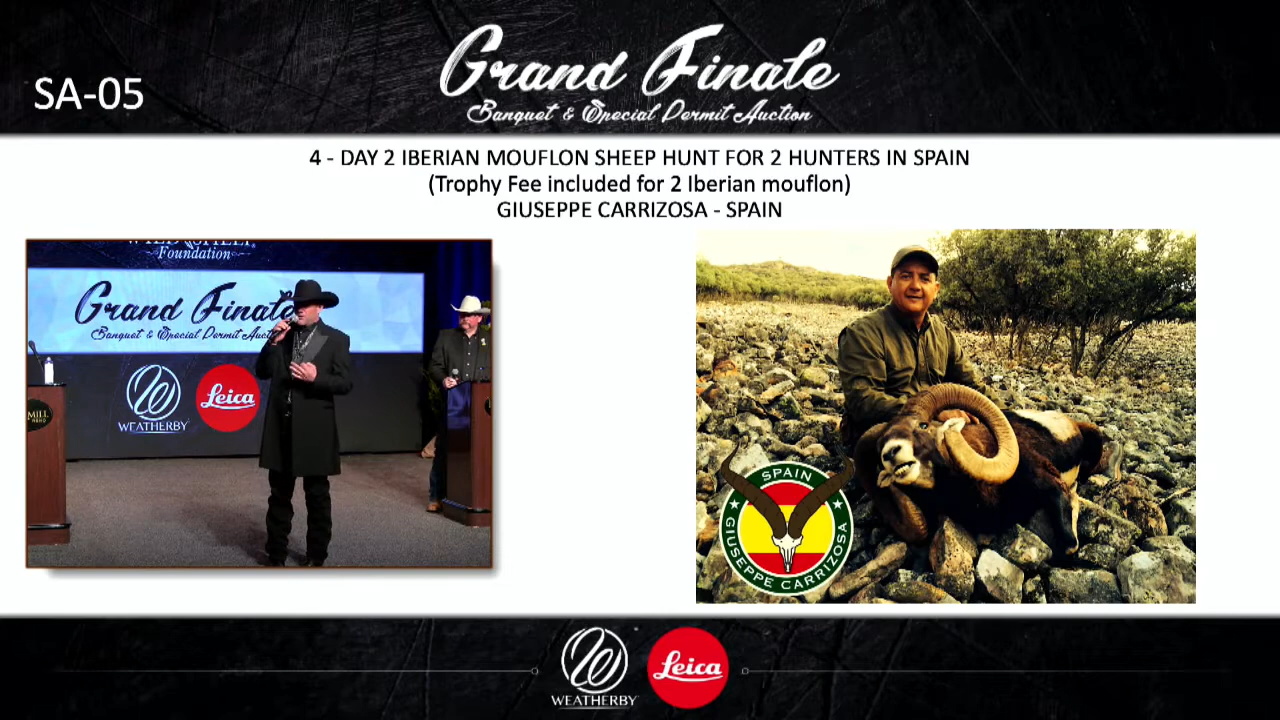 SA-05
Grand Finale
Banquet & Special Permit Auction
4 - DAY 2 IBERIAN MOUFLON SHEEP HUNT FOR 2 HUNTERS IN SPAIN
(Trophy Fee included for 2 Iberian mouflon)
GIUSEPPE CARRIZOSA - SPAIN
Foundation
Grand Finale
Banquet & Special Permit
WEATHERBY
Leica
MILL
SPAIN
GIUSEPPE CARRIZOSA
WEATHERBY
Leica